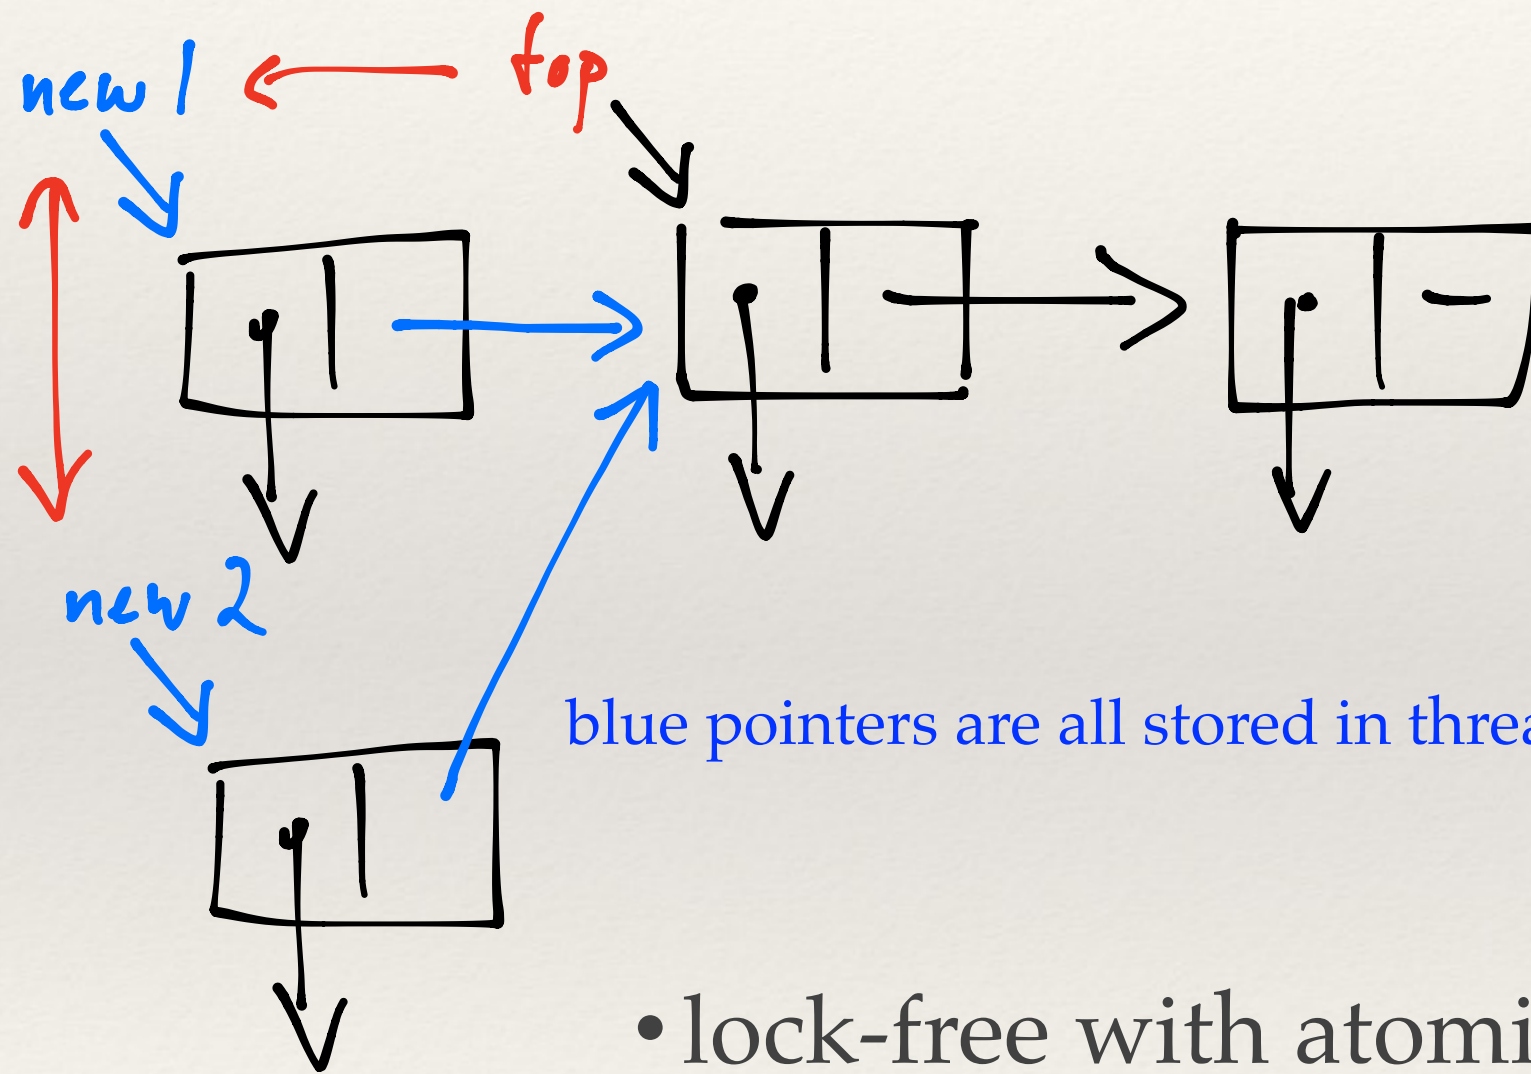 new 1
top
new 2
blue pointers are all stored in threa
• lock-free with atomi